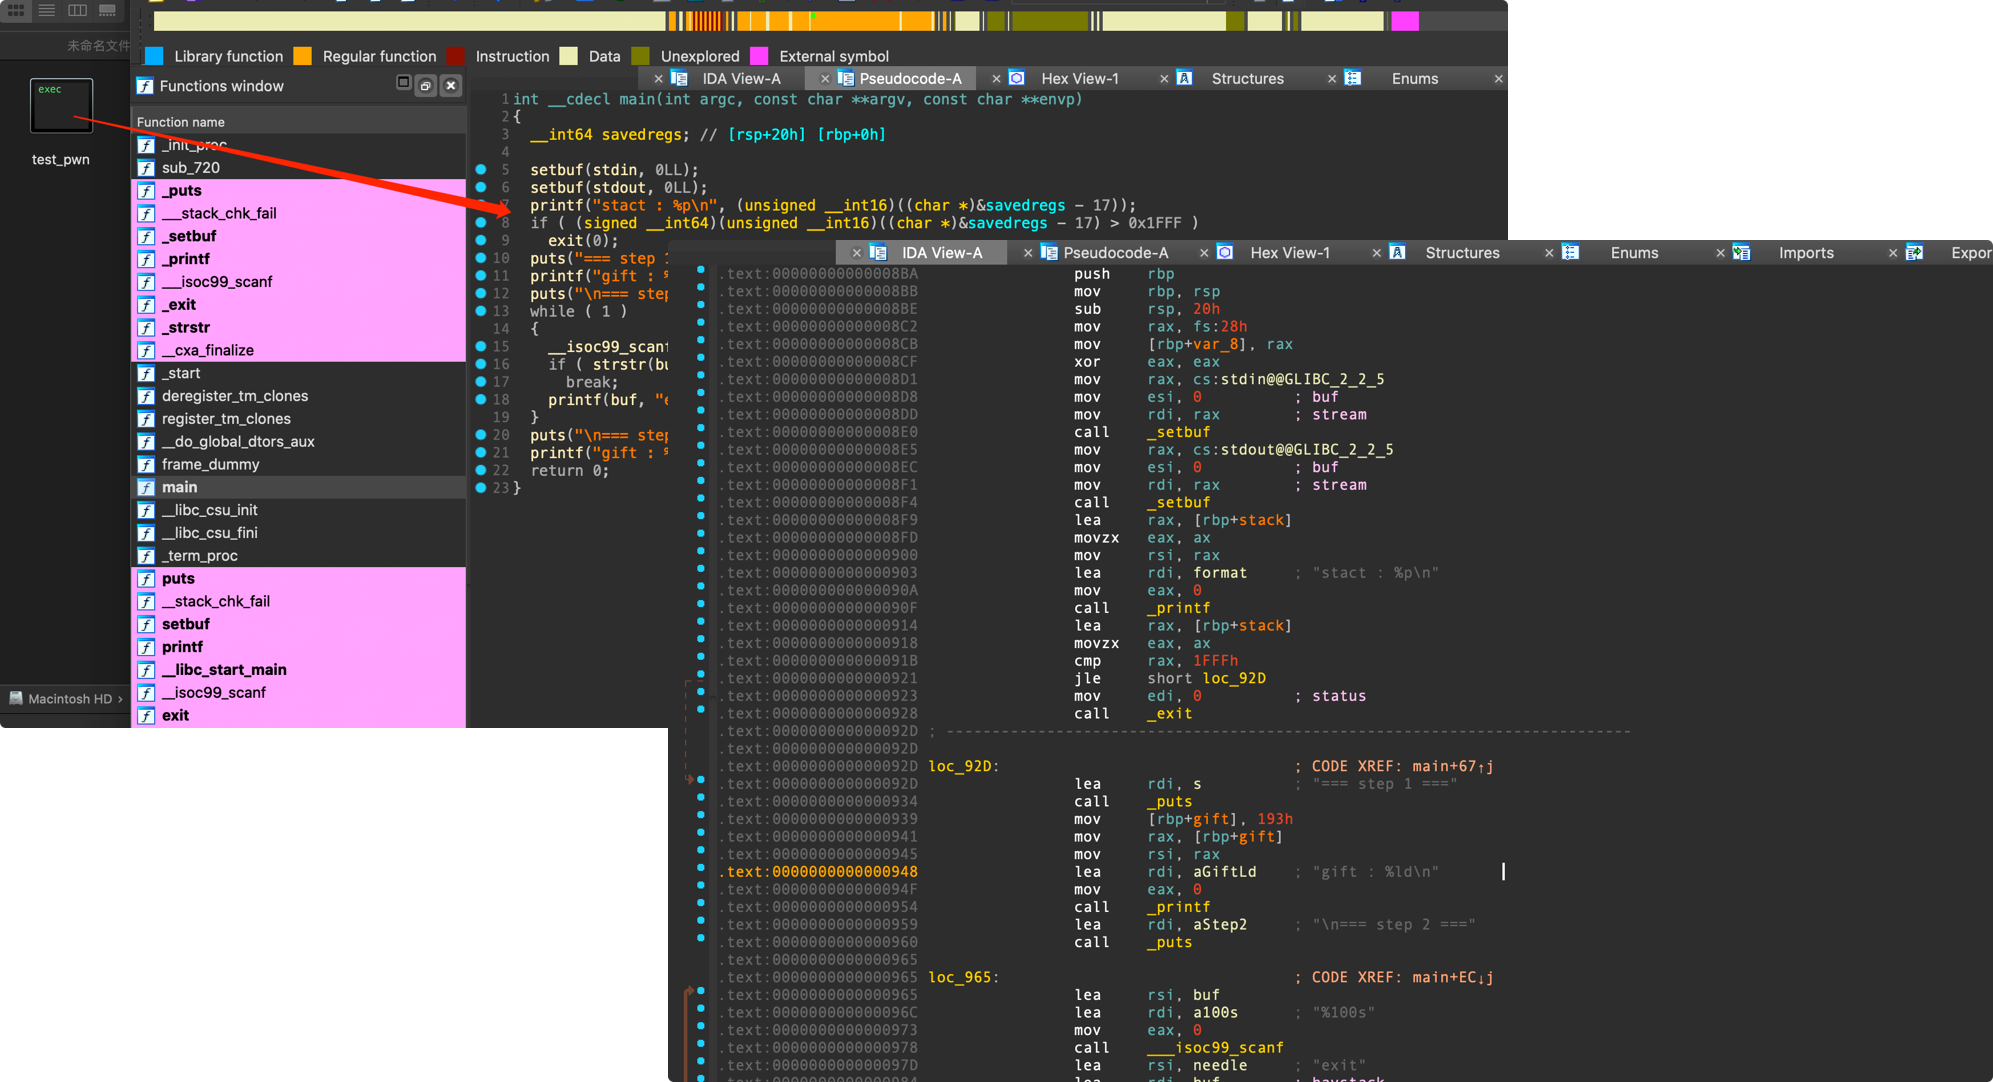 未命名文件
exec
test_pwn
Macintosh HD ›
Library function Regular function Instruction Data Unexplored External symbol
Functions window
Function name
_init_proc
sub_720
_puts
___stack_chk_fail
_setbuf
_printf
___isoc99_scanf
_exit
_strstr
__cxa_finalize
_start
deregister_tm_clones
register_tm_clones
__do_global_dtors_aux
frame_dummy
main
__libc_csu_init
__libc_csu_fini
_term_proc
puts
__stack_chk_fail
setbuf
printf
__libc_start_main
__isoc99_scanf
exit
IDA View-A Pseudocode-A Hex View-1 Structures Enums
1 int __cdecl main(int argc, const char **argv, const char **envp)
2 {
3 __int64 savedregs; // [rsp+20h] [rbp+0h]
4
5 setbuf(stdin, 0LL);
6 setbuf(stdout, 0LL);
7 printf("stact : %p\n", (unsigned __int16)((char *)&savedregs - 17));
8 if ( (signed __int64)(unsigned __int16)((char *)&savedregs - 17) > 0x1FFF )
9 exit(0);
10 puts("=== step 1
11 printf("gift : %
12 puts("\n=== step
13 while ( 1 )
14 {
15 __isoc99_scanf
16 if ( strstr(bu
17 break;
18 printf(buf, "e
19 }
20 puts("\n=== step
21 printf("gift : %
22 return 0;
23 }
IDA View-A Pseudocode-A Hex View-1 Structures Enums Imports Expor
.text:00000000000008BA push rbp
.text:00000000000008BB mov rbp, rsp
.text:00000000000008BE sub rsp, 20h
.text:00000000000008C2 mov rax, fs:28h
.text:00000000000008CB mov [rbp+var_8], rax
.text:00000000000008CF xor eax, eax
.text:00000000000008D1 mov rax, cs:stdin@@GLIBC_2_2_5
.text:00000000000008D8 mov esi, 0 ; buf
.text:00000000000008DD mov rdi, rax ; stream
.text:00000000000008E0 call _setbuf
.text:00000000000008E5 mov rax, cs:stdout@@GLIBC_2_2_5
.text:00000000000008EC mov esi, 0 ; buf
.text:00000000000008F1 mov rdi, rax ; stream
.text:00000000000008F4 call _setbuf
.text:00000000000008F9 lea rax, [rbp+stack]
.text:00000000000008FD movzx eax, ax
.text:0000000000000900 mov rsi, rax
.text:0000000000000903 lea rdi, format ; "stact : %p\n"
.text:000000000000090A mov eax, 0
.text:000000000000090F call _printf
.text:0000000000000914 lea rax, [rbp+stack]
.text:0000000000000918 movzx eax, ax
.text:000000000000091B cmp rax, 1FFFh
.text:0000000000000921 jle short loc_92D
.text:0000000000000923 mov edi, 0 ; status
.text:0000000000000928 call _exit
.text:000000000000092D ; ---------------------------------------------------------------------------
.text:000000000000092D
.text:000000000000092D loc_92D: ; CODE XREF: main+67↑j
.text:000000000000092D lea rdi, s ; "=== step 1 ==="
.text:0000000000000934 call _puts
.text:0000000000000939 mov [rbp+gift], 193h
.text:0000000000000941 mov rax, [rbp+gift]
.text:0000000000000945 mov rsi, rax
.text:0000000000000948 lea rdi, aGiftLd ; "gift : %ld\n"
.text:000000000000094F mov eax, 0
.text:0000000000000954 call _printf
.text:0000000000000959 lea rdi, aStep2 ; "\n=== step 2 ==="
.text:0000000000000960 call _puts
.text:0000000000000965
.text:0000000000000965 loc_965: ; CODE XREF: main+EC↓j
.text:0000000000000965 lea rsi, buf
.text:000000000000096C lea rdi, a100s ; "%100s"
.text:0000000000000973 mov eax, 0
.text:0000000000000978 call ___isoc99_scanf
.text:000000000000097D lea rsi, needle ; "exit"
.text:0000000000000984 lea rdi, buf ; haystack